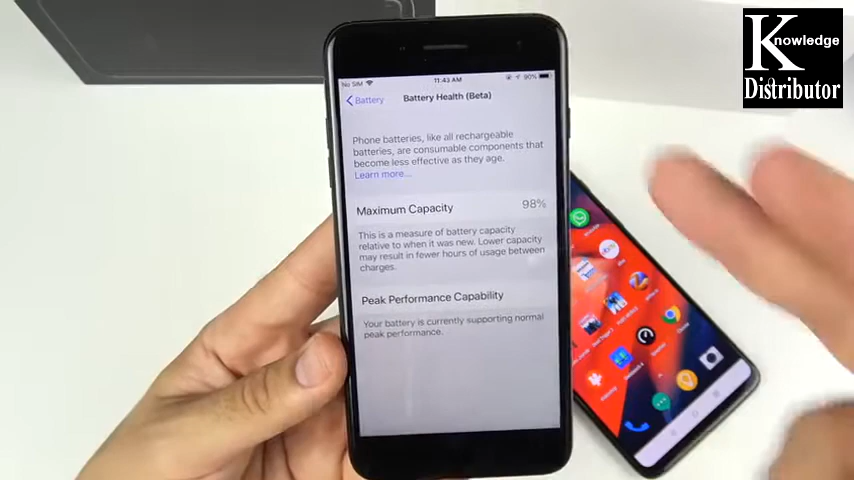 Knowledge
Distributor
No SIM 11:43 AM 90%
Battery Battery Health (Beta)
Phone batteries, like all rechargeable
batteries, are consumable components that
become less effective as they age.
Learn more...
Maximum Capacity 98%
This is a measure of battery capacity
relative to when it was new. Lower capacity
may result in fewer hours of usage between
charges.
Peak Performance Capability
Your battery is currently supporting normal
peak performance.